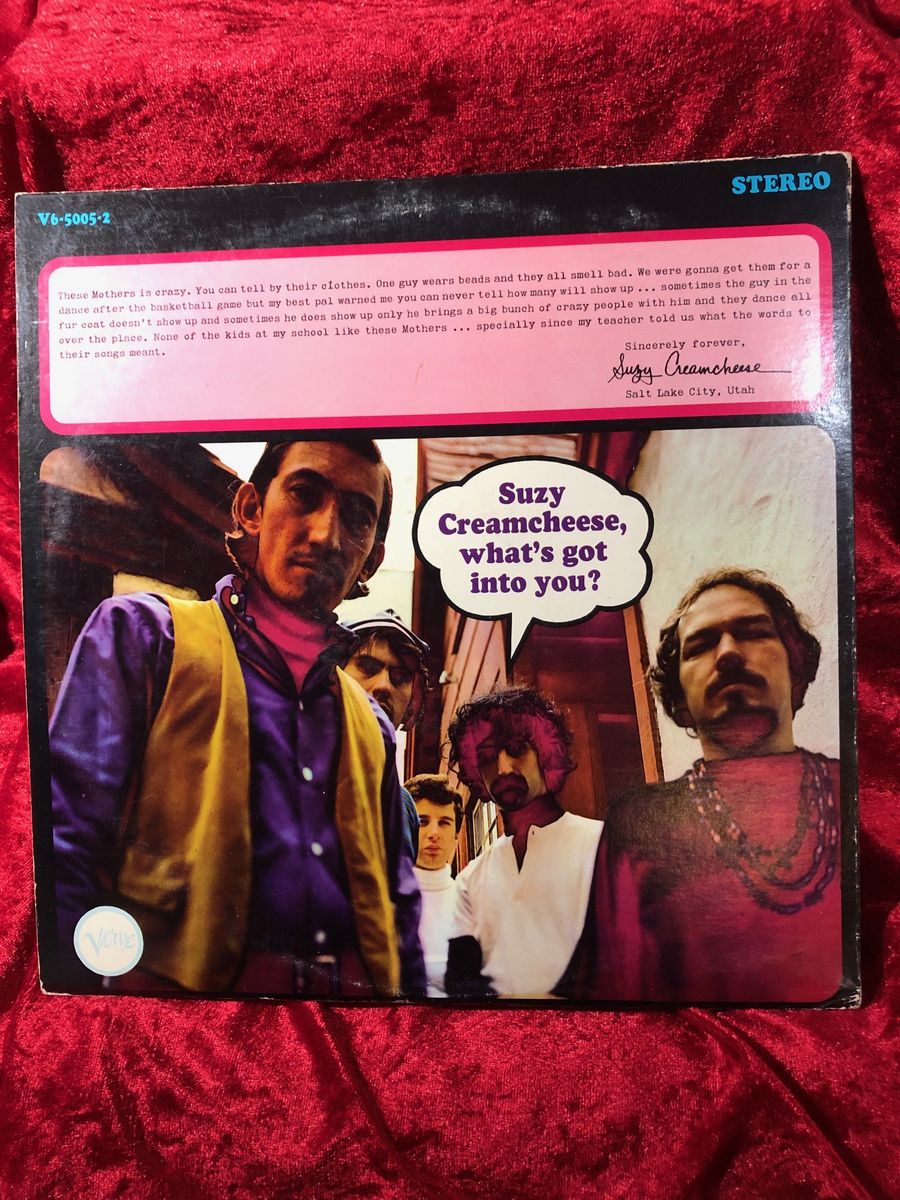 STEREO
V6-5005-2
These Mothers is crazy. You can tell by their clothes. One guy wears beads and they all smell bad. We were gonna get them for a
dance after the basketball game but my best pal warned me you can never tell how many will show up ... sometimes the guy in the
fur coat doesn't show up and sometimes he does show up only he brings a big bunch of crazy people with him and they dance all
over the place. None of the kids at my school like these Mothers ... specially since my teacher told us what the words to
their songs meant.
Sincerely forever,
Suzy Creamcheese
Salt Lake City, Utah
Suzy
Creamcheese,
what's got
into you?
VERVE